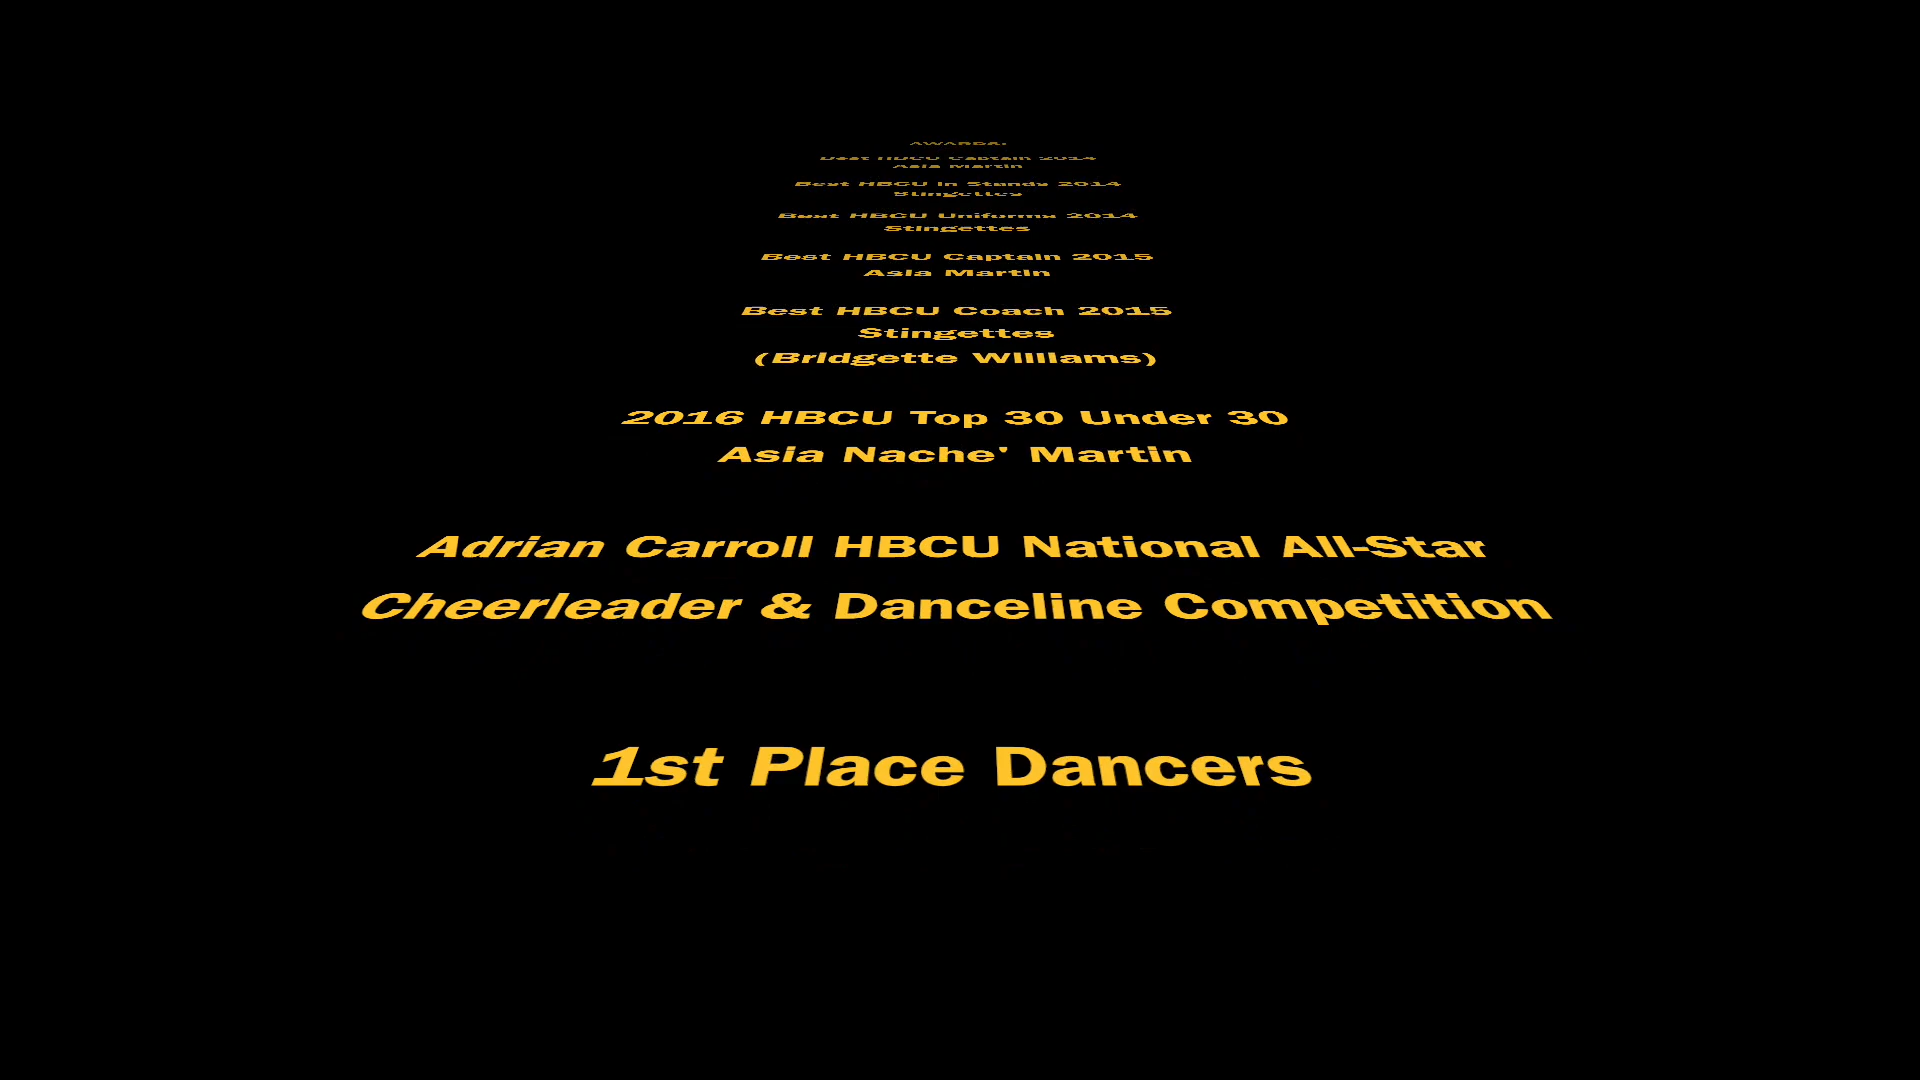 AWARDS:
Best HBCU Captain 2014
Asia Martin
Best HBCU In Stands 2014
Stingettes
Best HBCU Uniforms 2014
Stingettes
Best HBCU Captain 2015
Asia Martin
Best HBCU Coach 2015
Stingettes
(Bridgette Williams)
2016 HBCU Top 30 Under 30
Asia Nache' Martin
Adrian Carroll HBCU National All-Star
Cheerleader & Danceline Competition
1st Place Dancers